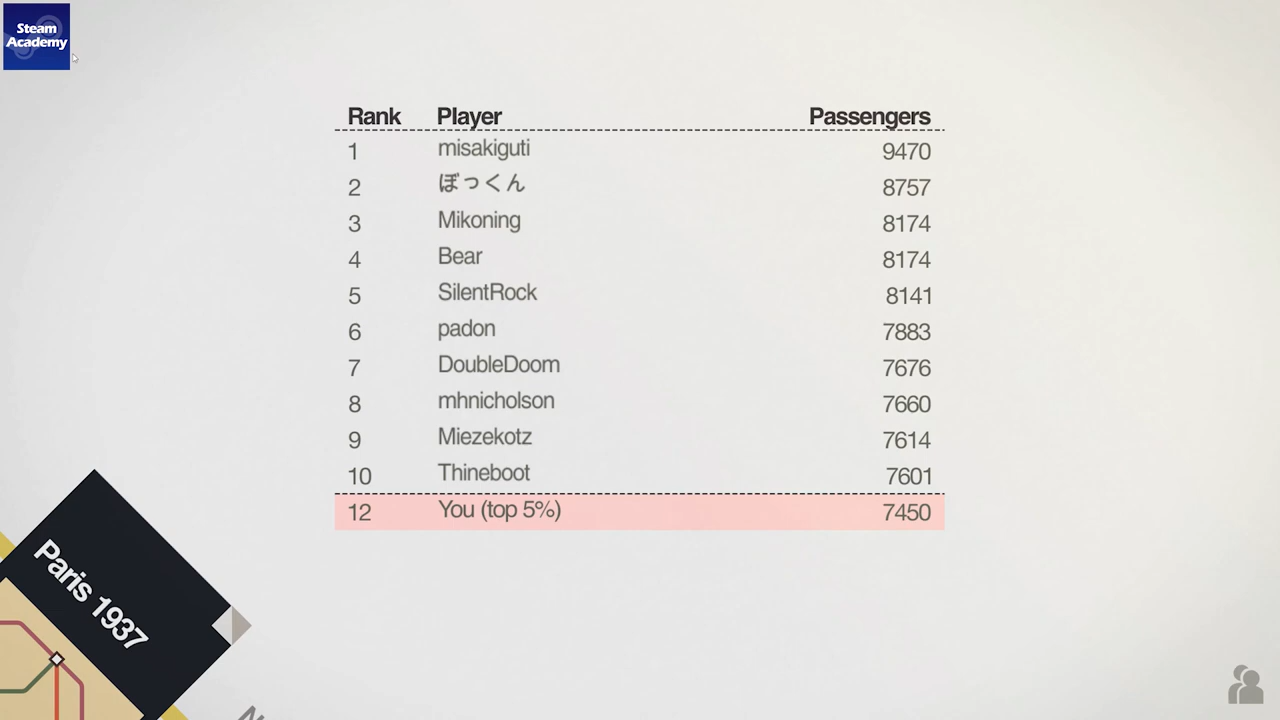 Steam
Academy
Rank Player Passengers
1 misakiguti 9470
2 ぼっくん 8757
3 Mikoning 8174
4 Bear 8174
5 SilentRock 8141
6 padon 7883
7 DoubleDoom 7676
8 mhnicholson 7660
9 Miezekotz 7614
10 Thineboot 7601
12 You (top 5%) 7450
Paris 1937